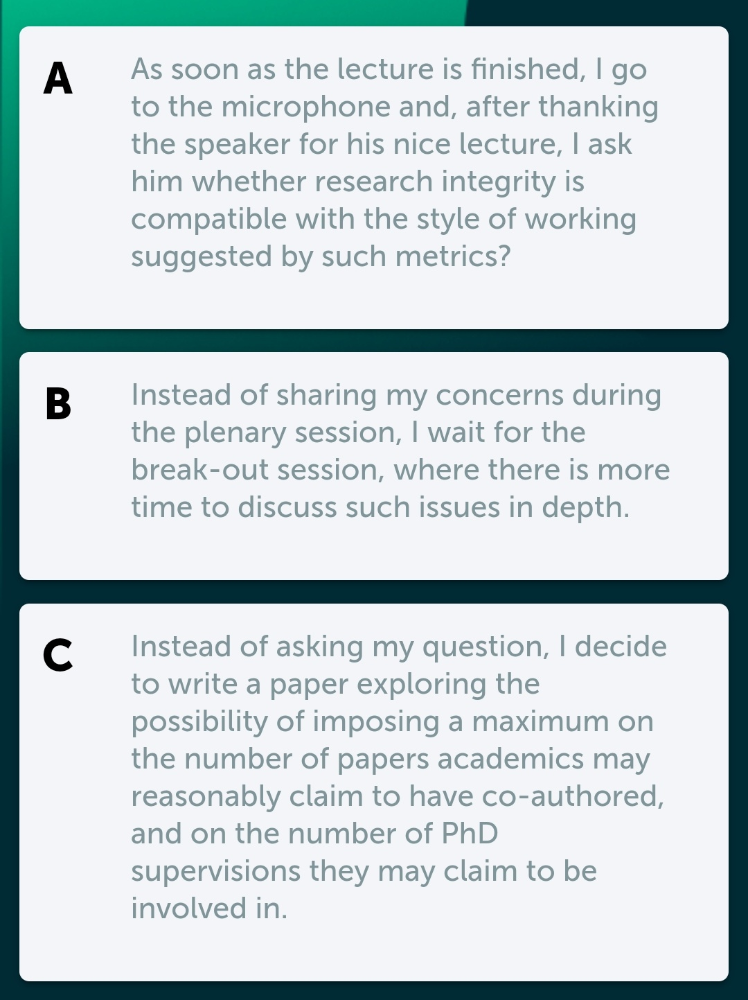 A
As soon as the lecture is finished, I go
to the microphone and, after thanking
the speaker for his nice lecture, I ask
him whether research integrity is
compatible with the style of working
suggested by such metrics?
B
Instead of sharing my concerns during
the plenary session, I wait for the
break-out session, where there is more
time to discuss such issues in depth.
C
Instead of asking my question, I decide
to write a paper exploring the
possibility of imposing a maximum on
the number of papers academics may
reasonably claim to have co-authored,
and on the number of PhD
supervisions they may claim to be
involved in.